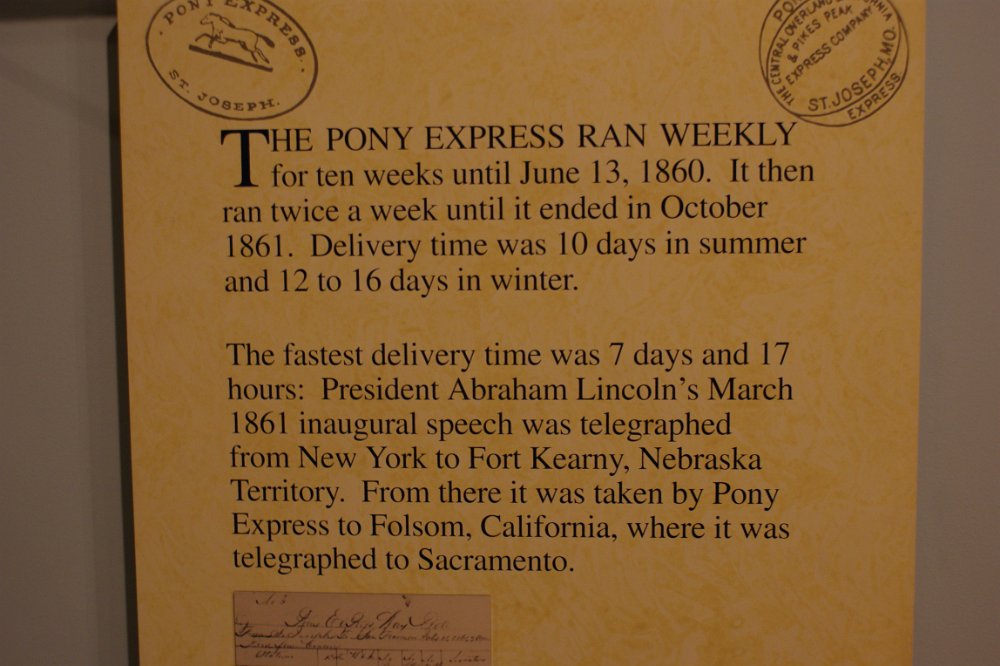 PONY EXPRESS.
ST. JOSEPH.
THE CENTRAL OVERLAND
& PIKES PEAK
EXPRESS COMPANY
ST. JOSEPH, MO.
EXPRESS
THE PONY EXPRESS RAN WEEKLY
for ten weeks until June 13, 1860. It then
ran twice a week until it ended in October
1861. Delivery time was 10 days in summer
and 12 to 16 days in winter.
The fastest delivery time was 7 days and 17
hours: President Abraham Lincoln's March
1861 inaugural speech was telegraphed
from New York to Fort Kearny, Nebraska
Territory. From there it was taken by Pony
Express to Folsom, California, where it was
telegraphed to Sacramento.